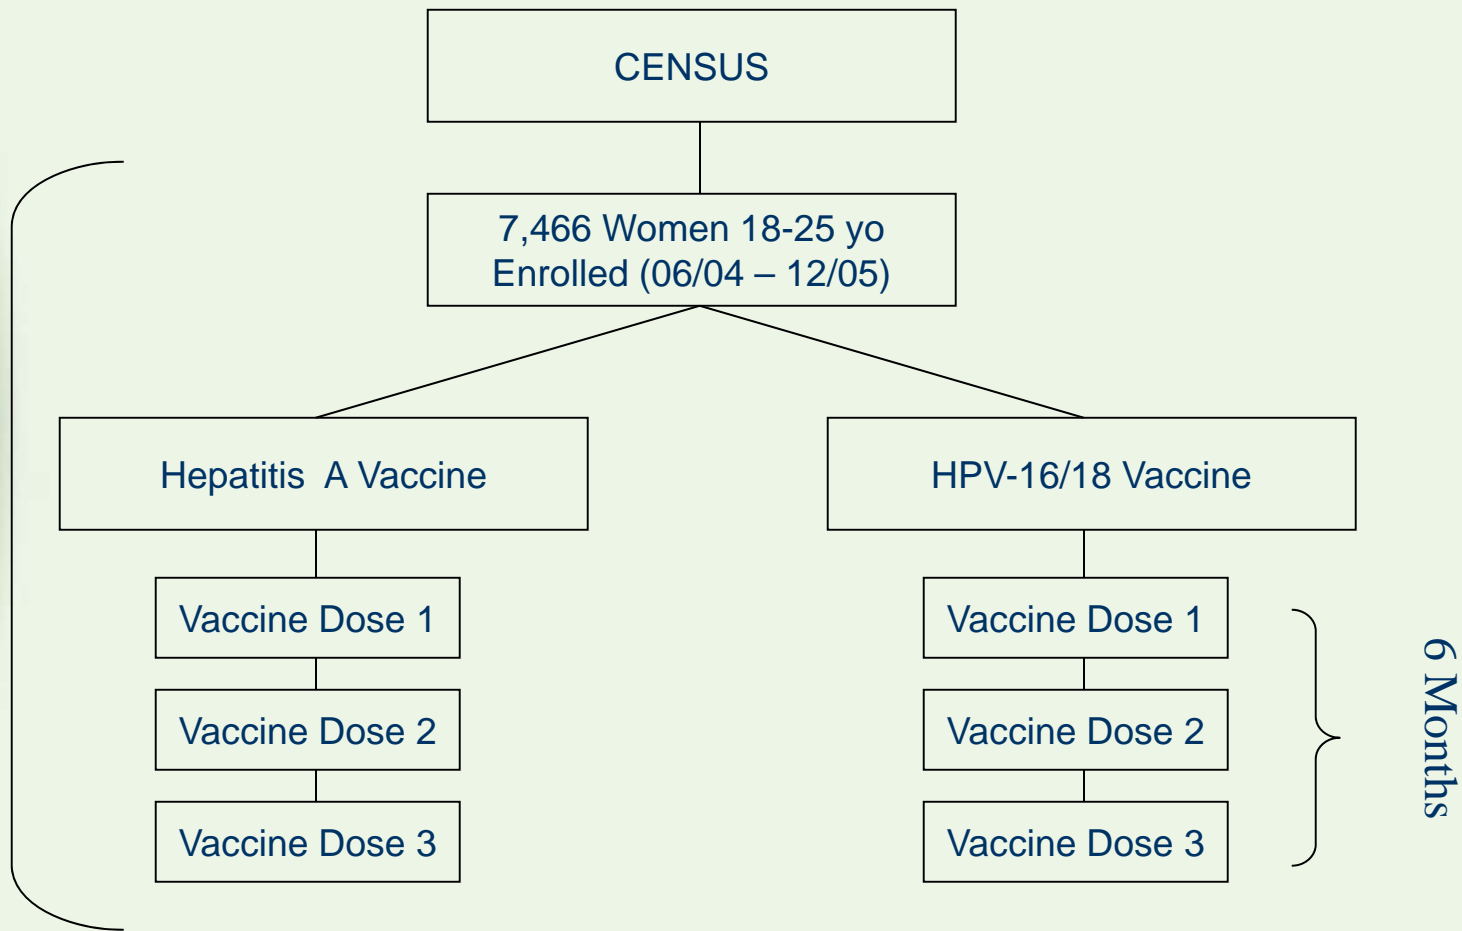 CENSUS
7,466 Women 18-25 yo
Enrolled (06/04 – 12/05)
Hepatitis  A Vaccine
HPV-16/18 Vaccine
Vaccine Dose 1
Vaccine Dose 1
Vaccine Dose 2
Vaccine Dose 2
Vaccine Dose 3
Vaccine Dose 3
6 Months